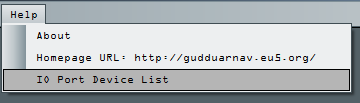 Help
About
Homepage URL: http://gudduarnav.eu5.org/
IO Port Device List